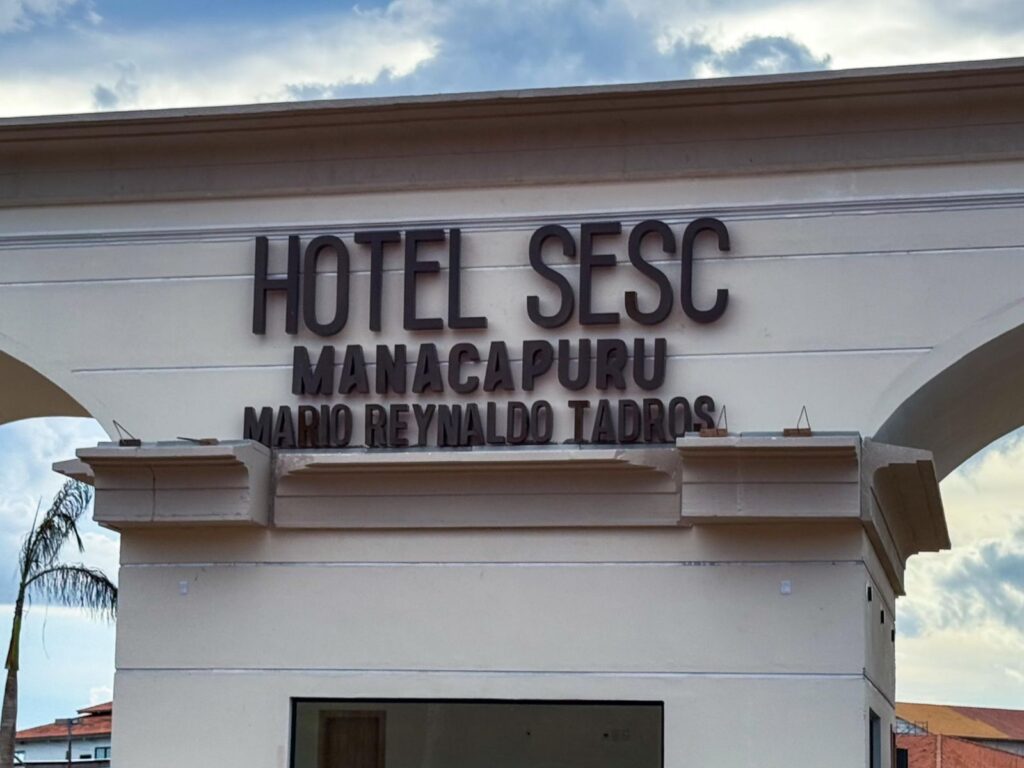 HOTEL SESC
MANACAPURU
MARIO REYNALDO TADROS